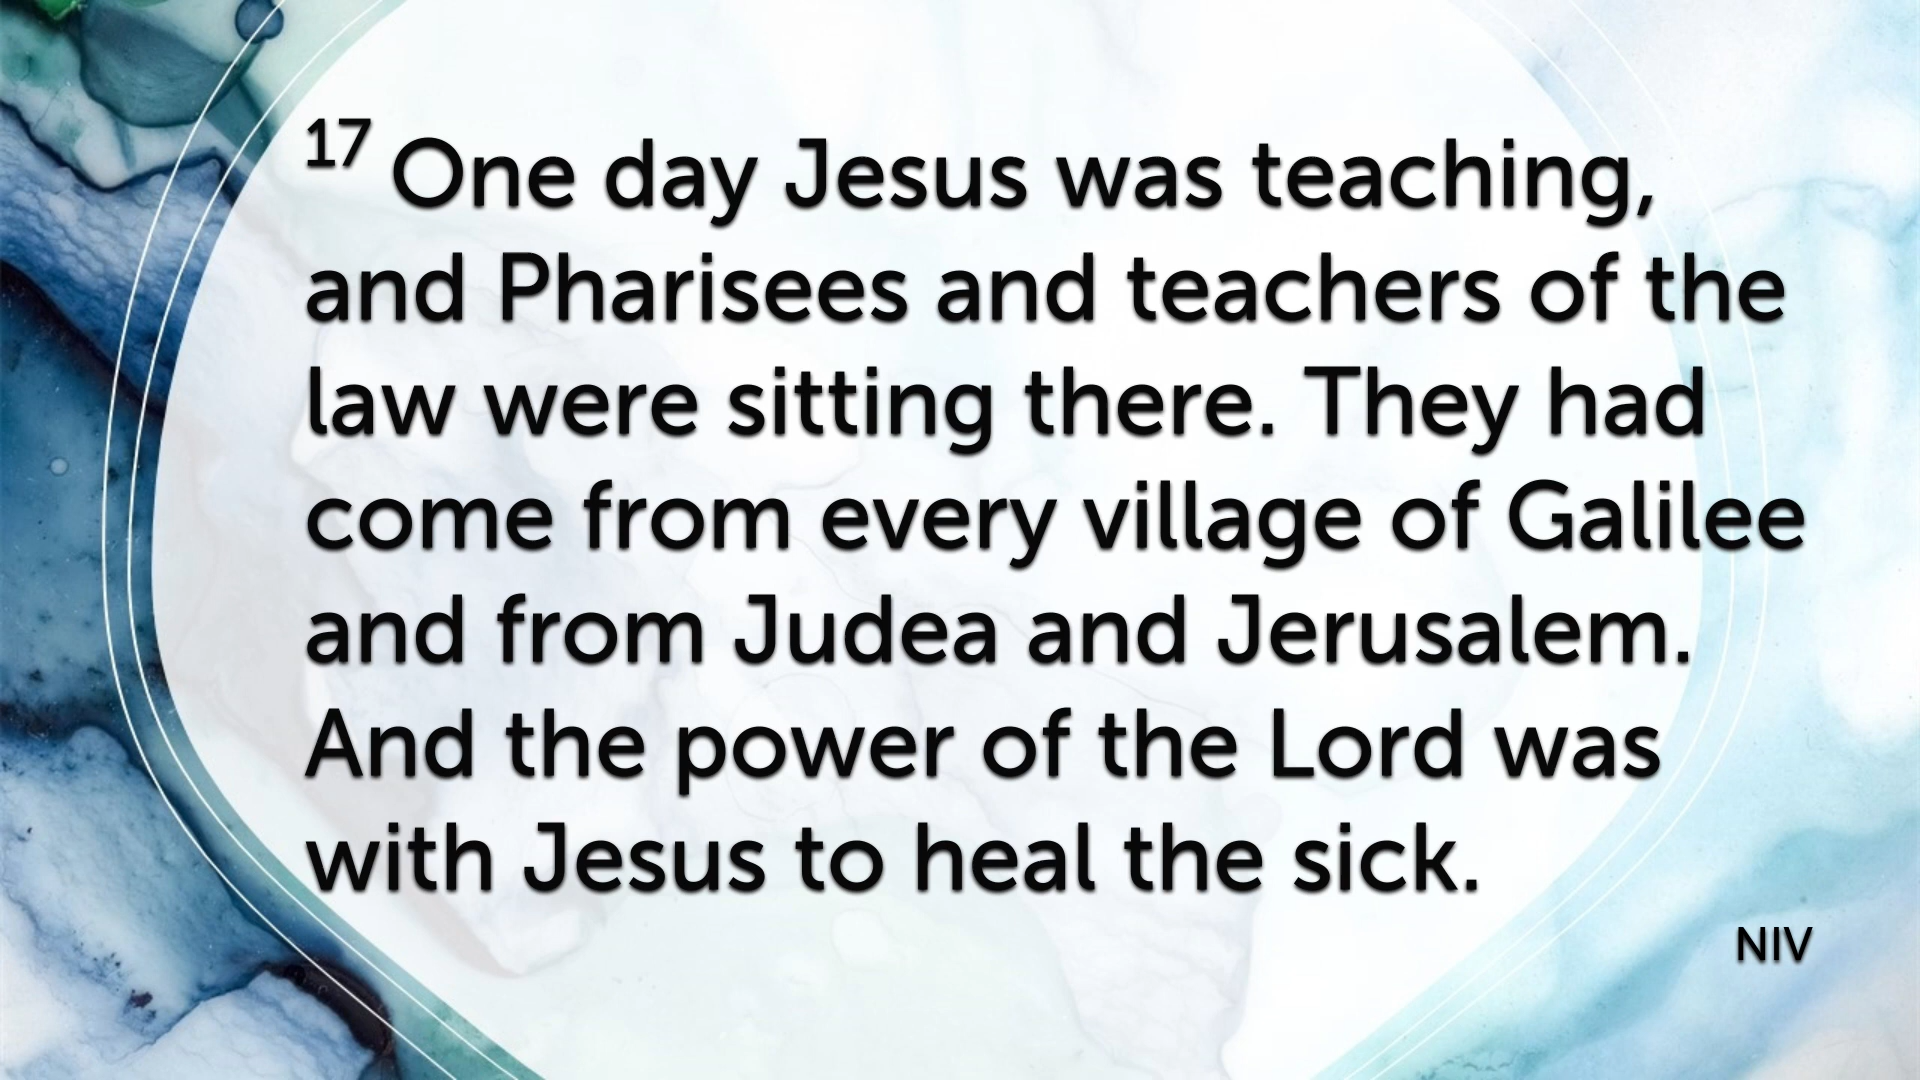 17 One day Jesus was teaching,
and Pharisees and teachers of the
law were sitting there. They had
come from every village of Galilee
and from Judea and Jerusalem.
And the power of the Lord was
with Jesus to heal the sick.
NIV